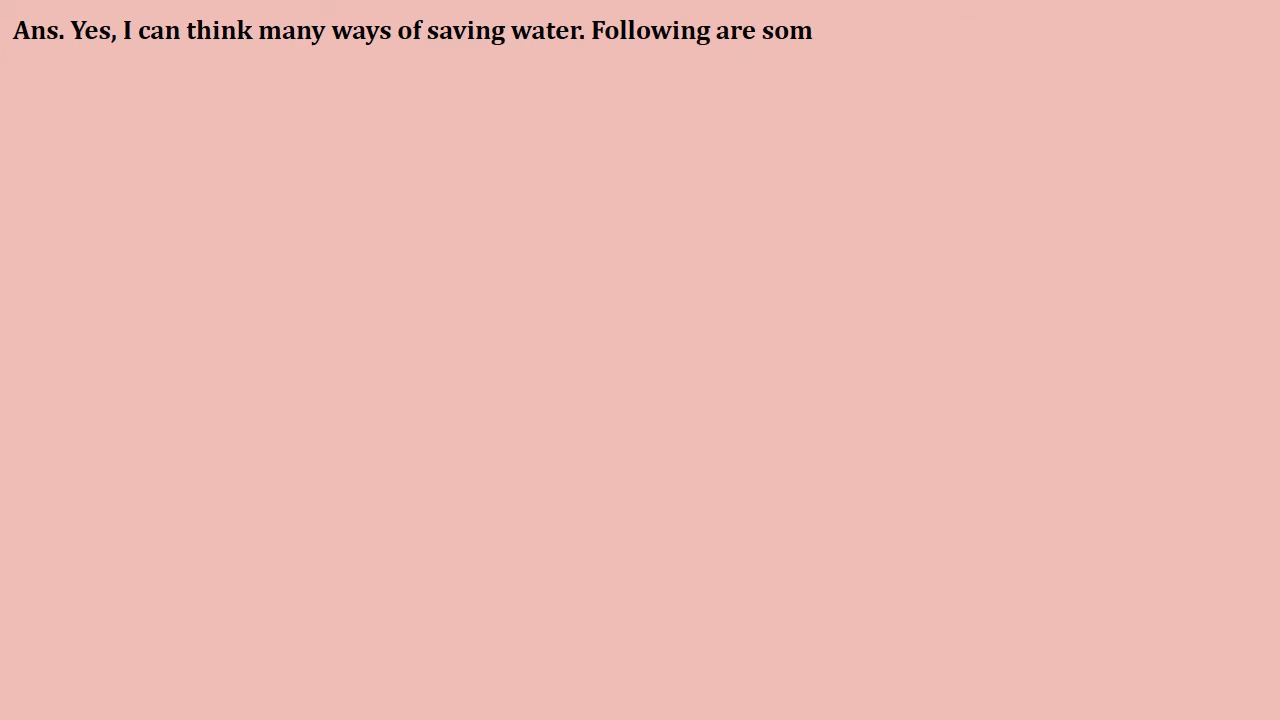 Ans. Yes, I can think many ways of saving water. Following are som